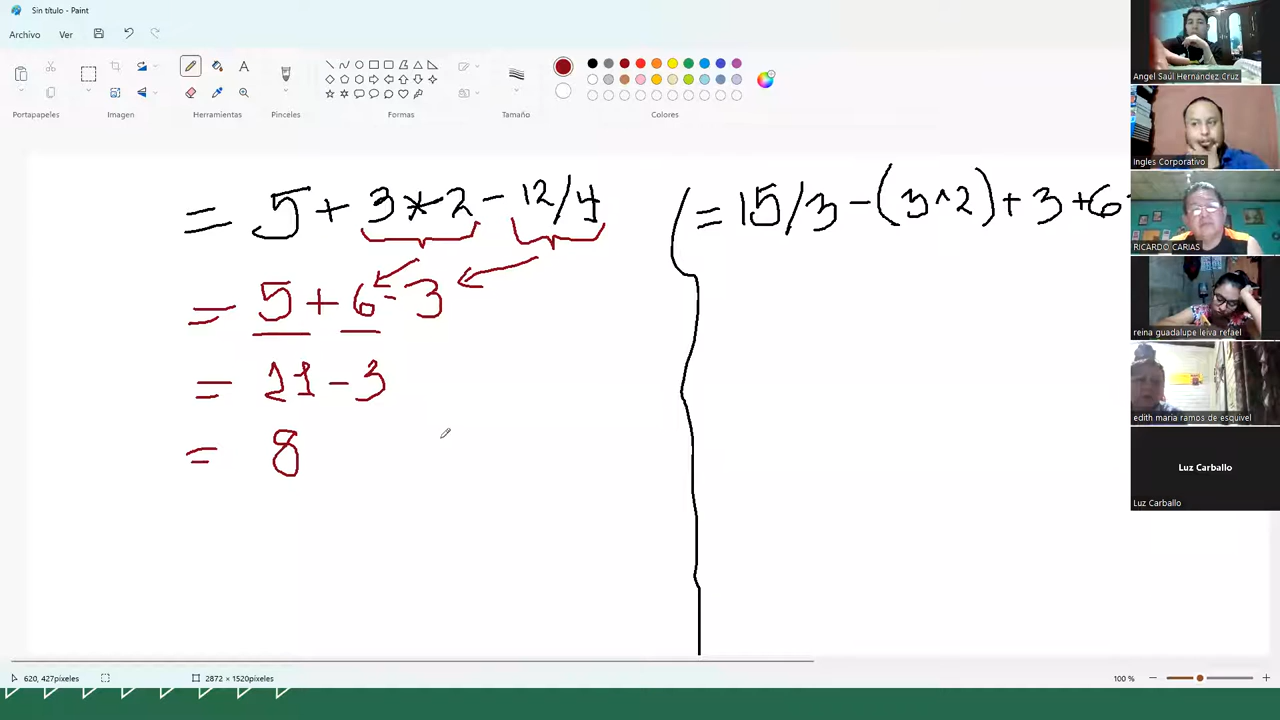 Sin título - Paint
Archivo Ver
Portapapeles Imagen Herramientas Pinceles Formas Tamaño Colores
= 5 + 3 * 2 - 12/4
= 5 + 6 - 3
= 11 - 3
= 8
= 15/3 - (3^2) + 3 + 6
Angel Saúl Hernández Cruz
Ingles Corporativo
RICARDO CARIAS
reina guadalupe leiva rafael
edith maria ramos de esquivel
Luz Carballo
Luz Carballo
620, 427píxeles 2872 × 1520píxeles 100 %